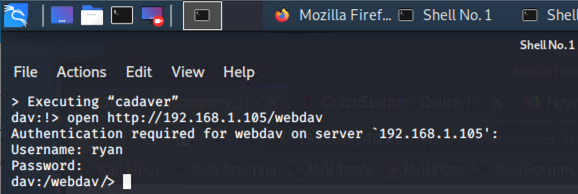 Mozilla Firef...
Shell No. 1
Shell
Shell No.1
File Actions Edit View Help
> Executing “cadaver”
dav:!> open http://192.168.1.105/webdav
Authentication required for webdav on server `192.168.1.105':
Username: ryan
Password:
dav:/webdav/>